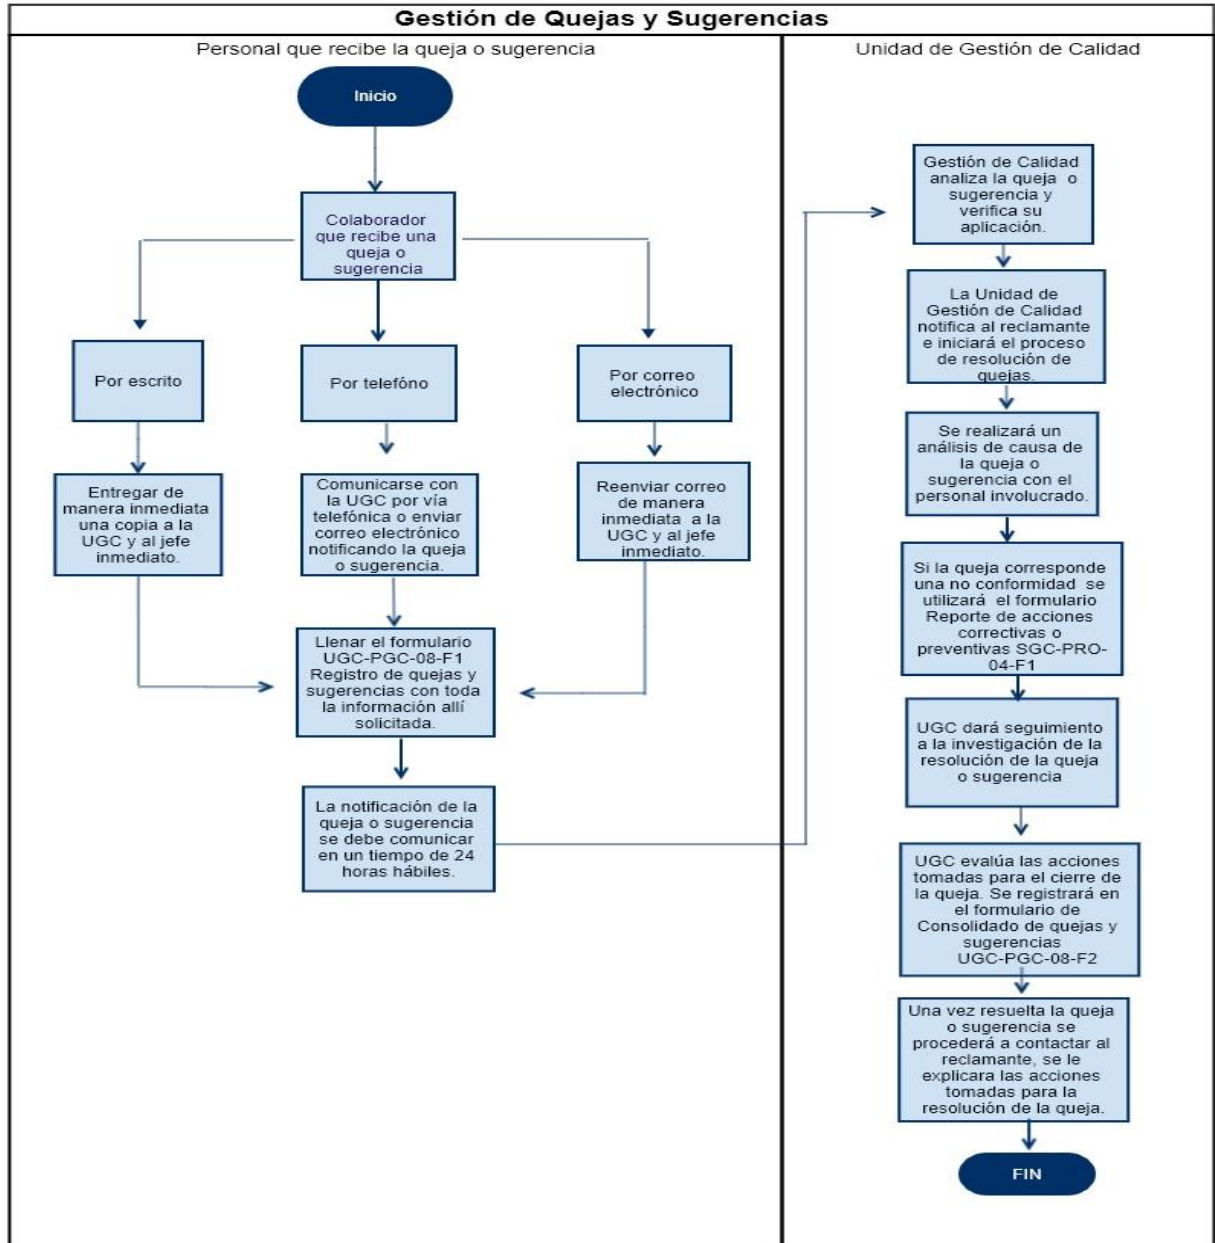 Gestión de Quejas y Sugerencias
Personal que recibe la queja o sugerencia
Inicio
Colaborador
que recibe una
queja o
sugerencia
Por escrito
Por telefóno
Por correo
electrónico
Entregar de
manera inmediata
una copia a la
UGC y al jefe
inmediato.
Comunicarse con
la UGC por vía
telefónica o enviar
correo electrónico
notificando la queja
o sugerencia.
Reenviar correo
de manera
inmediata a la
UGC y al jefe
inmediato.
Llenar el formulario
UGC-PGC-08-F1
Registro de quejas y
sugerencias con toda
la información allí
solicitada.
La notificación de la
queja o sugerencia
se debe comunicar
en un tiempo de 24
horas hábiles.
Unidad de Gestión de Calidad
Gestión de Calidad
analiza la queja o
sugerencia y
verifica su
aplicación.
La Unidad de
Gestión de Calidad
notifica al reclamante
e iniciará el proceso
de resolución de
quejas.
Se realizará un
análisis de causa de
la queja o
sugerencia con el
personal involucrado.
Si la queja corresponde
una no conformidad se
utilizará el formulario
Reporte de acciones
correctivas o
preventivas SGC-PRO-
04-F1
UGC dará seguimiento
a la investigación de la
resolución de la queja
o sugerencia
UGC evalúa las acciones
tomadas para el cierre de
la queja. Se registrará en
el formulario de
Consolidado de quejas y
sugerencias
UGC-PGC-08-F2
Una vez resuelta la queja
o sugerencia se
procederá a contactar al
reclamante, se le
explicara las acciones
tomadas para la
resolución de la queja.
FIN